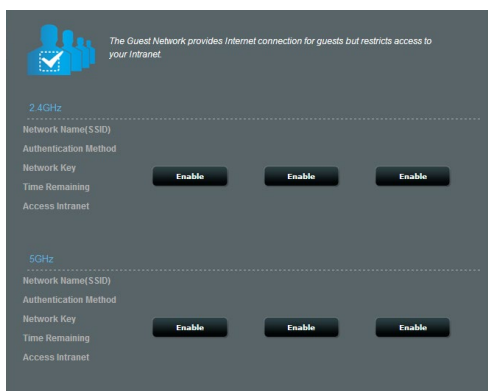 The Guest Network provides Internet connection for guests but restricts access to
your Intranet.
2.4GHz
Network Name(SSID)
Authentication Method
Network Key
Time Remaining
Access Intranet
Enable Enable Enable
5GHz
Network Name(SSID)
Authentication Method
Network Key
Time Remaining
Access Intranet
Enable Enable Enable